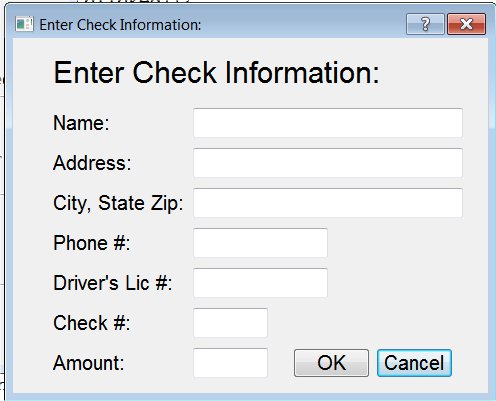 Enter Check Information:
Enter Check Information:
Name:
Address:
City, State Zip:
Phone #:
Driver's Lic #:
Check #:
Amount:
OK Cancel